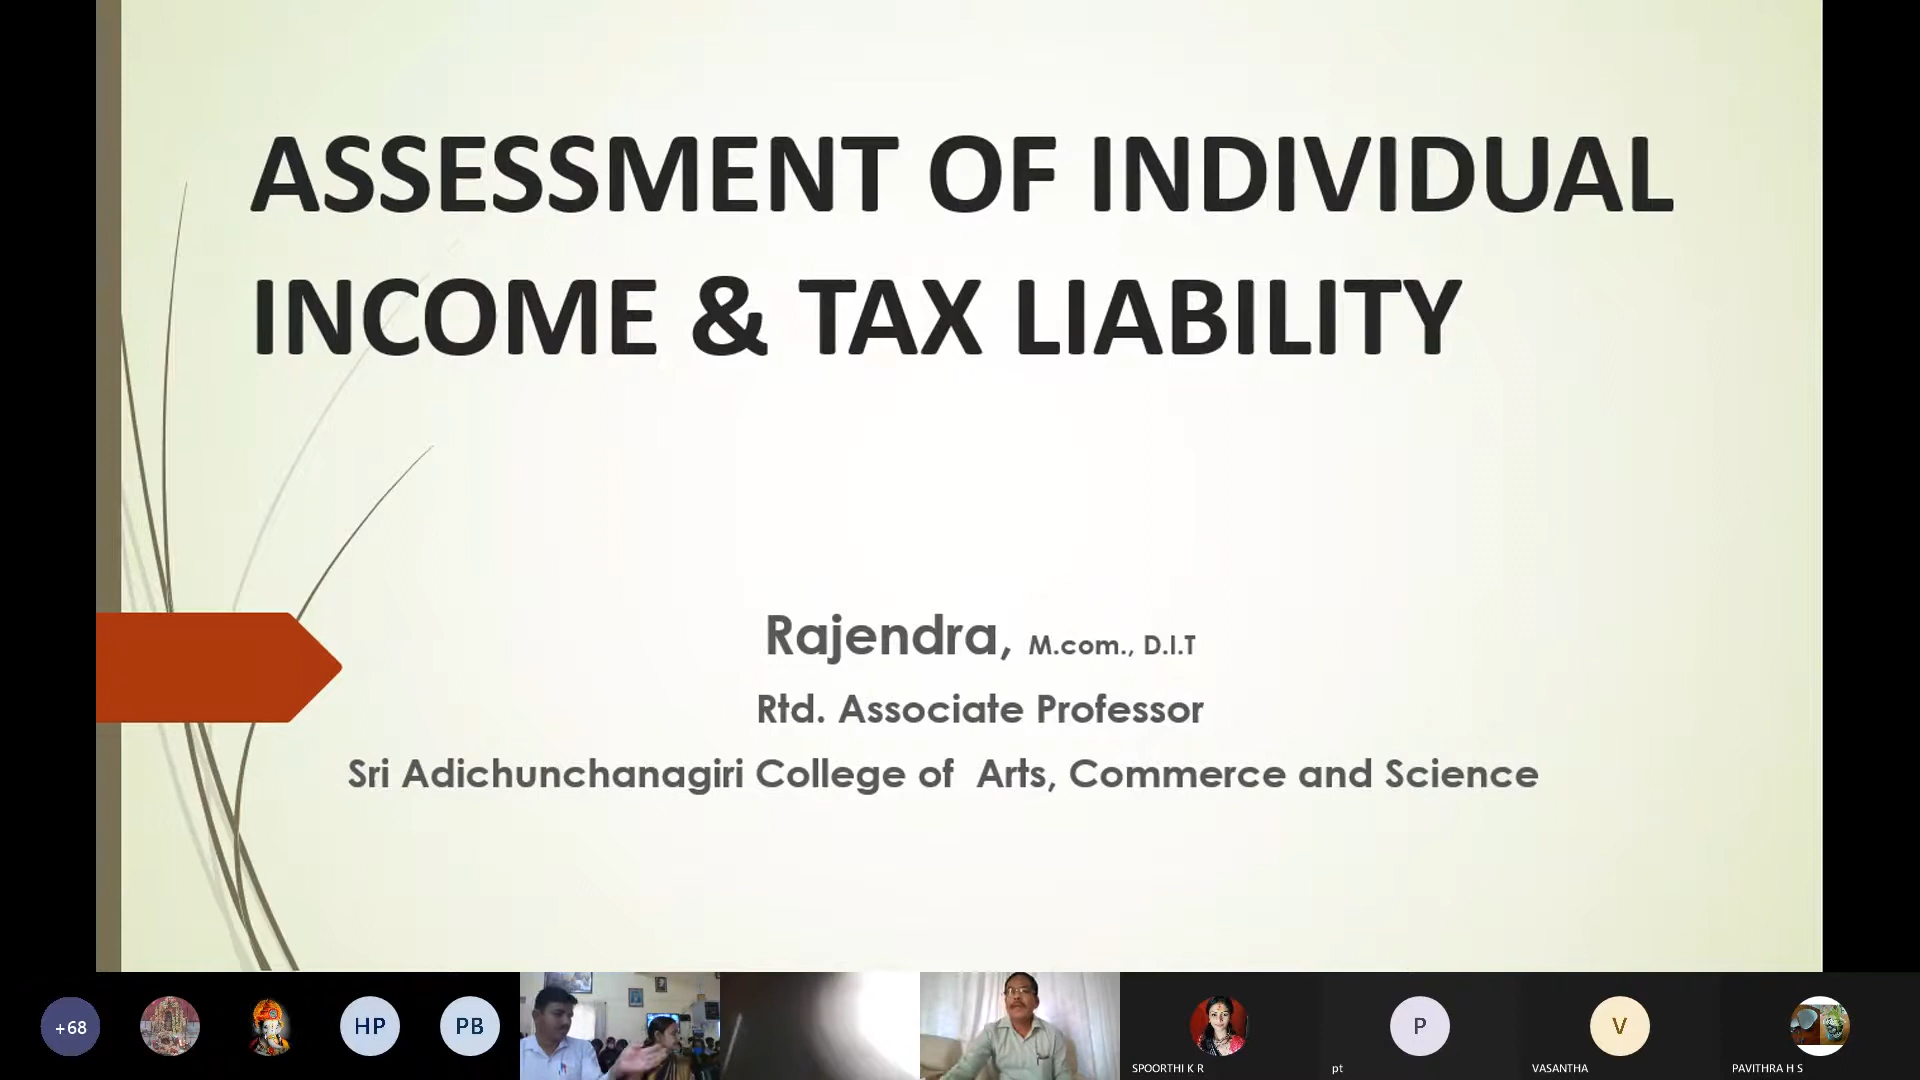 ASSESSMENT OF INDIVIDUAL
INCOME & TAX LIABILITY
Rajendra, M.com., D.I.T
Rtd. Associate Professor
Sri Adichunchanagiri College of Arts, Commerce and Science
+68
HP
PB
P
V
SPOORTHI K R
pt
VASANTHA
PAVITHRA H S